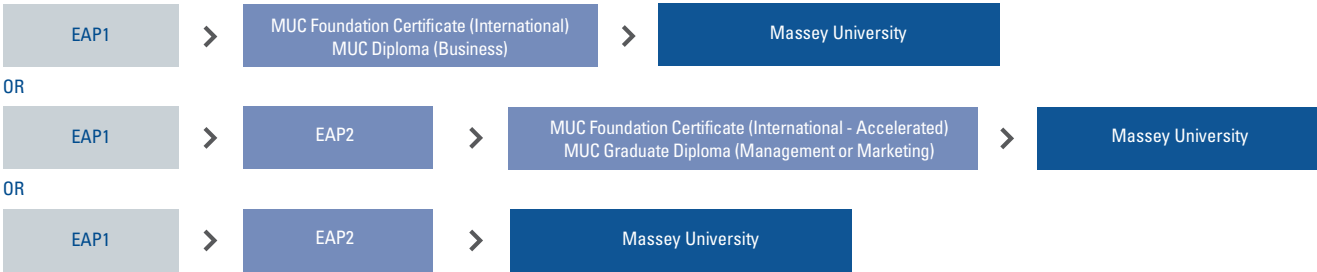 EAP1
MUC Foundation Certificate (International)
MUC Diploma (Business)
Massey University
OR
EAP1
EAP2
MUC Foundation Certificate (International - Accelerated)
MUC Graduate Diploma (Management or Marketing)
Massey University
OR
EAP1
EAP2
Massey University